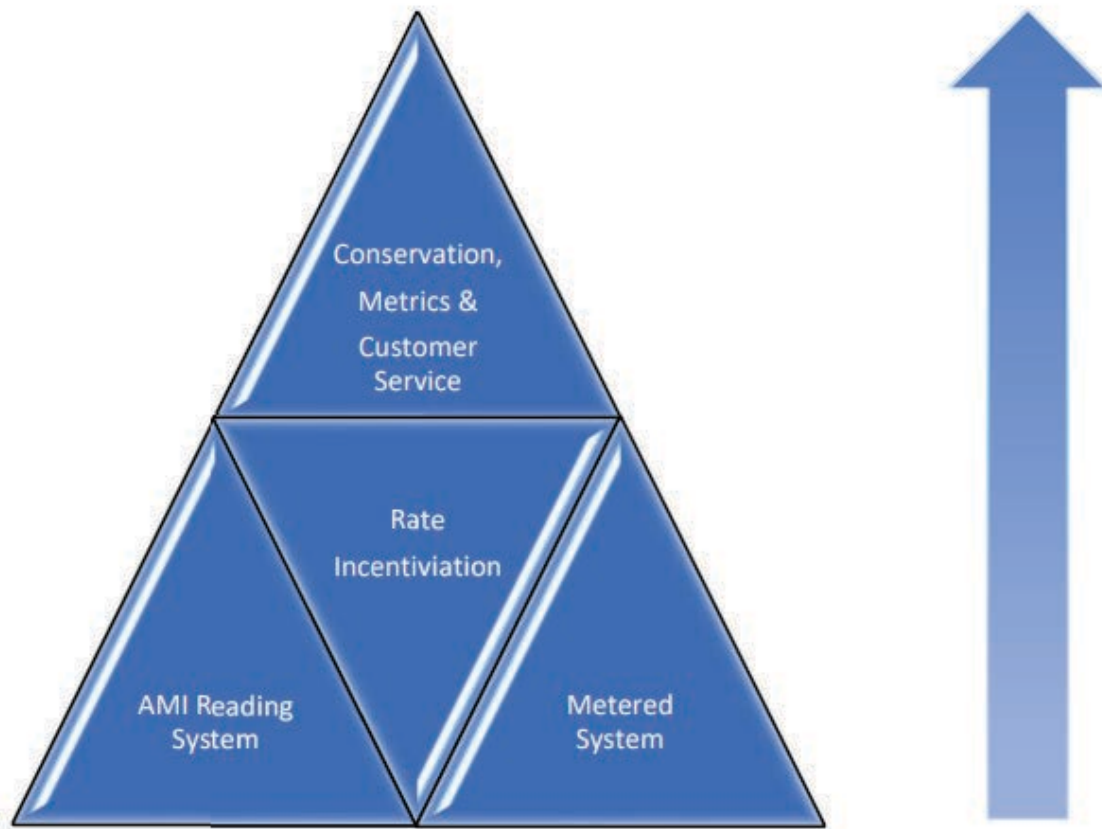 Conservation,
Metrics &
Customer
Service
Rate
Incentiviation
AMI Reading
System
Metered
System